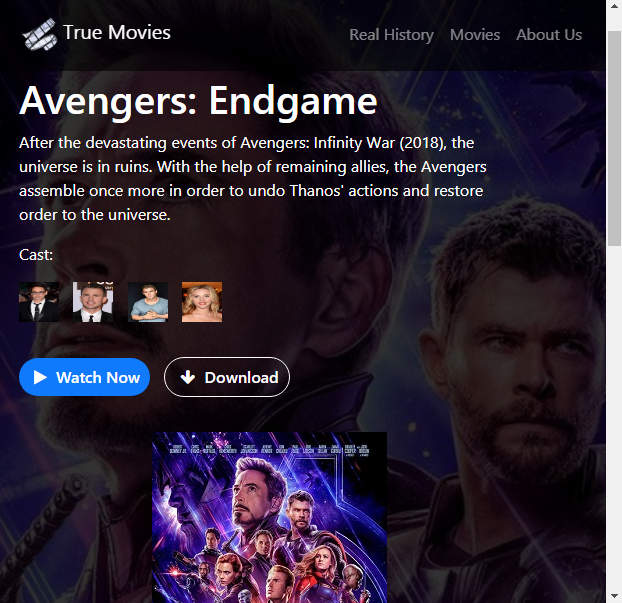 True Movies
Real History Movies About Us
Avengers: Endgame
After the devastating events of Avengers: Infinity War (2018), the
universe is in ruins. With the help of remaining allies, the Avengers
assemble once more in order to undo Thanos' actions and restore
order to the universe.
Cast:
Watch Now Download